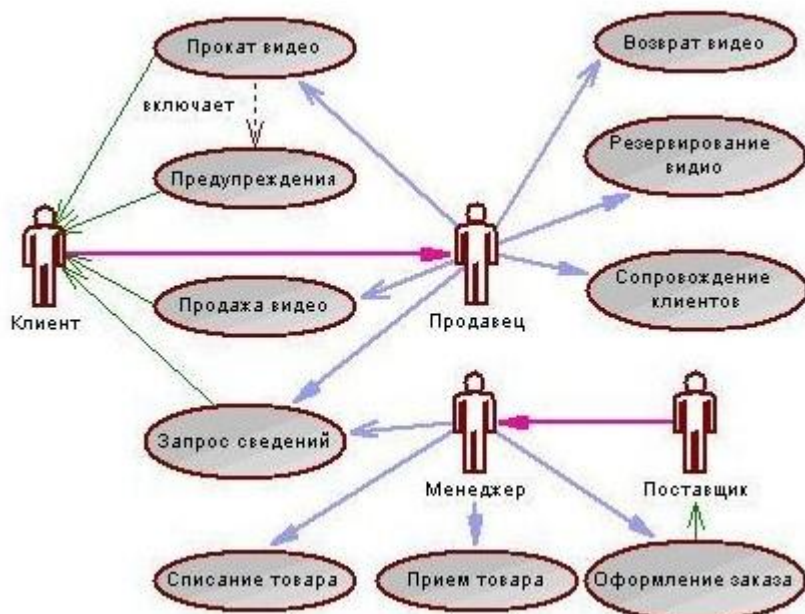 Прокат видео
Возврат видео
включает
Предупреждения
Резервирование
видио
Клиент
Продажа видео
Продавец
Сопровождение
клиентов
Запрос сведений
Менеджер
Поставщик
Списание товара
Прием товара
Оформление заказа